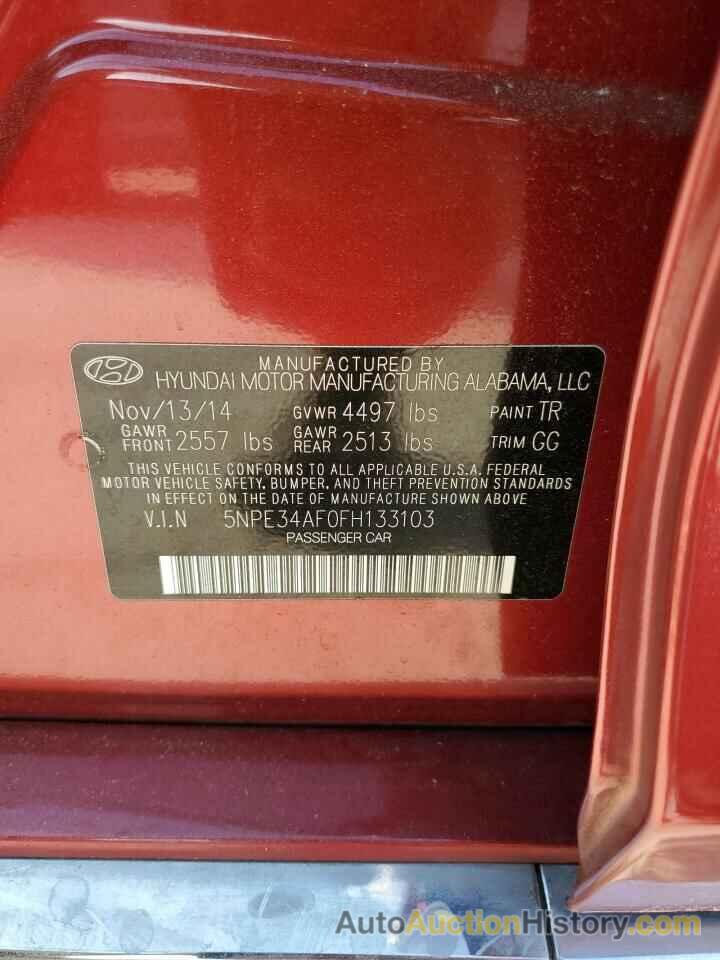 MANUFACTURED BY
HYUNDAI MOTOR MANUFACTURING ALABAMA, LLC
Nov/13/14 GVWR 4497 lbs PAINT TR
GAWR FRONT 2557 lbs GAWR REAR 2513 lbs TRIM GG
THIS VEHICLE CONFORMS TO ALL APPLICABLE U.S.A. FEDERAL
MOTOR VEHICLE SAFETY, BUMPER, AND THEFT PREVENTION STANDARDS
IN EFFECT ON THE DATE OF MANUFACTURE SHOWN ABOVE
V.I.N 5NPE34AF0FH133103
PASSENGER CAR
AutoAuctionHistory.com